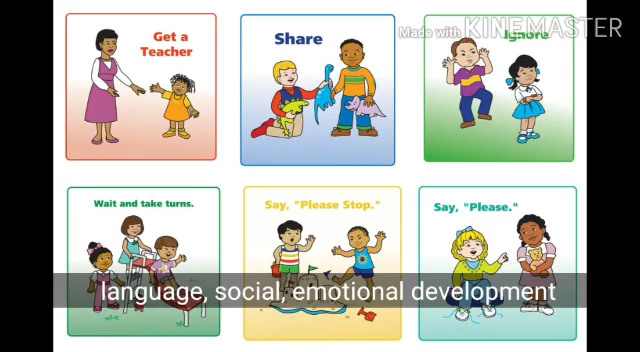 Get a
Teacher
Share
Made with KINEMASTER
Ignore
Wait and take turns.
Say, "Please Stop."
Say, "Please."
language, social, emotional development